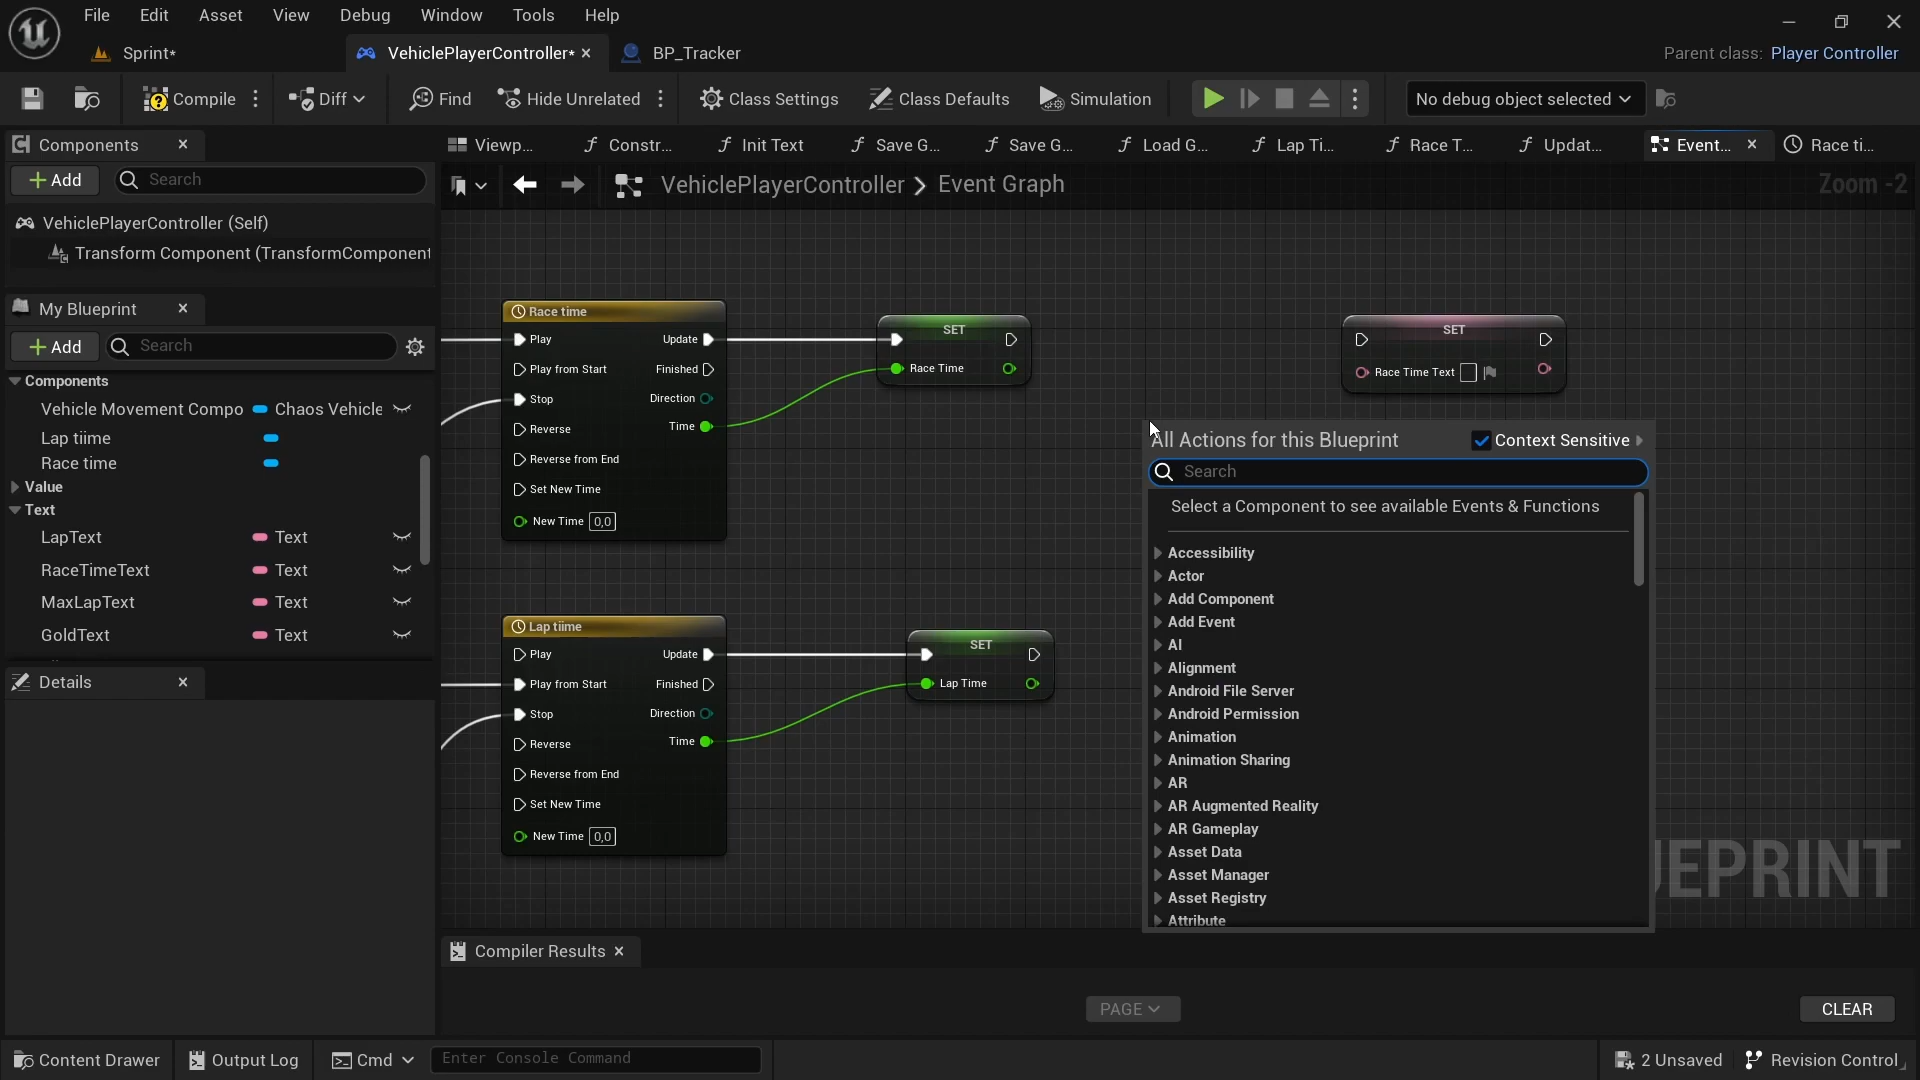 File Edit Asset View Debug Window Tools Help
Sprint* VehiclePlayerController* BP_Tracker Parent class: Player Controller
Compile Diff Find Hide Unrelated Class Settings Class Defaults Simulation No debug object selected
Components Viewp... Constr... Init Text Save G... Save G... Load G... Lap Ti... Race T... Updat... Event... Race ti...
Add Search
VehiclePlayerController > Event Graph Zoom -2
VehiclePlayerController (Self)
Transform Component (TransformComponent
My Blueprint
Add Search
Components
Vehicle Movement Compo Chaos Vehicle
Lap tiime
Race time
Value
Text
LapText Text
RaceTimeText Text
MaxLapText Text
GoldText Text
Details
Race time
Play Update
Play from Start Finished
Stop Direction
Reverse Time
Reverse from End
Set New Time
New Time 0,0
SET
Race Time
SET
Race Time Text
Lap tiime
Play Update
Play from Start Finished
Stop Direction
Reverse Time
Reverse from End
Set New Time
New Time 0,0
SET
Lap Time
All Actions for this Blueprint Context Sensitive
Search
Select a Component to see available Events & Functions
Accessibility
Actor
Add Component
Add Event
AI
Alignment
Android File Server
Android Permission
Animation
Animation Sharing
AR
AR Augmented Reality
AR Gameplay
Asset Data
Asset Manager
Asset Registry
Attribute
UEPRINT
Compiler Results
PAGE CLEAR
Content Drawer Output Log Cmd Enter Console Command 2 Unsaved Revision Control